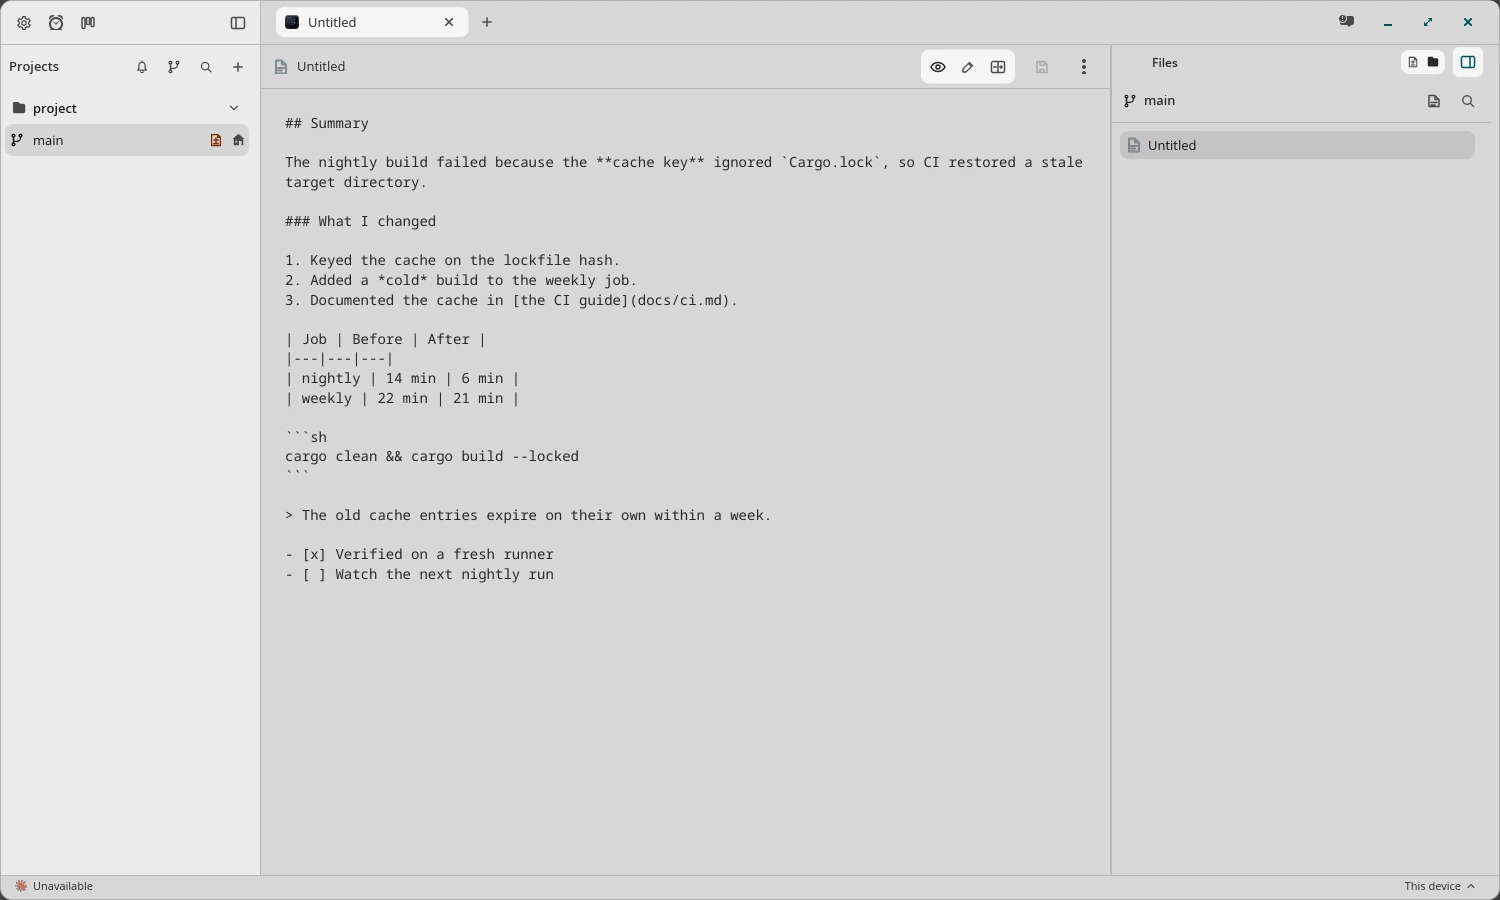 Untitled
Projects
project
main
Untitled
## Summary
The nightly build failed because the **cache key** ignored `Cargo.lock`, so CI restored a stale
target directory.
### What I changed
1. Keyed the cache on the lockfile hash.
2. Added a *cold* build to the weekly job.
3. Documented the cache in [the CI guide](docs/ci.md).
| Job | Before | After |
|---|---|---|
| nightly | 14 min | 6 min |
| weekly | 22 min | 21 min |
```sh
cargo clean && cargo build --locked
```
> The old cache entries expire on their own within a week.
- [x] Verified on a fresh runner
- [ ] Watch the next nightly run
Files
main
Untitled
Unavailable
This device